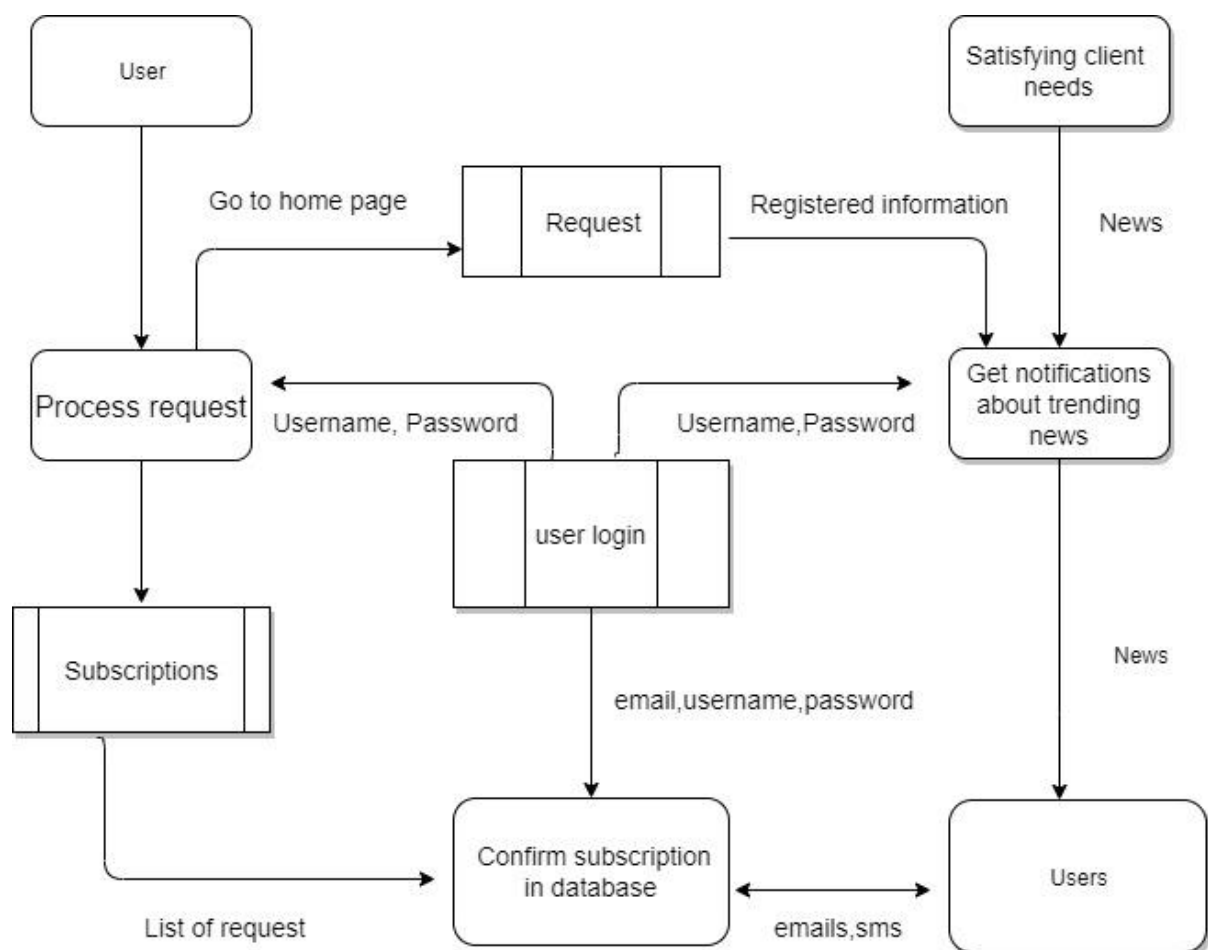 User
Satisfying client
needs
Go to home page
Request
Registered information
News
Process request
Username, Password
Username,Password
Get notifications
about trending
news
user login
Subscriptions
email,username,password
News
Confirm subscription
in database
Users
List of request
emails,sms